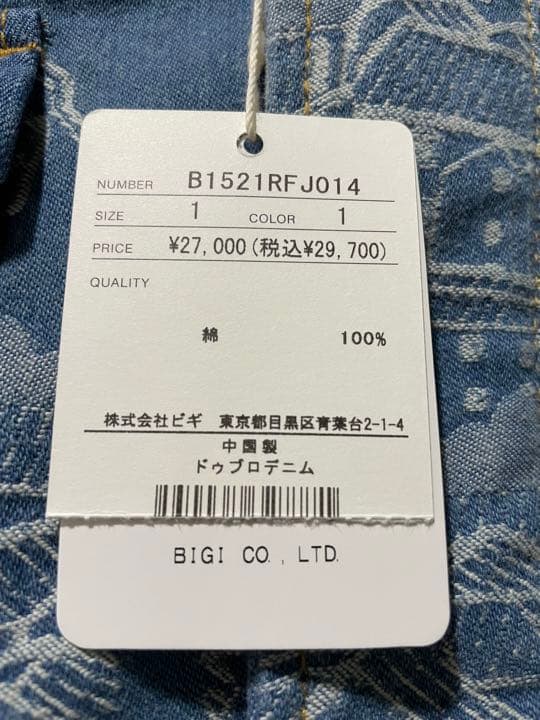 NUMBER B1521RFJ014
SIZE 1 COLOR 1
PRICE ¥27,000(税込¥29,700)
QUALITY
綿 100%
株式会社ビギ 東京都目黒区青葉台2-1-4
中国製
ドゥブロデニム
BIGI CO., LTD.